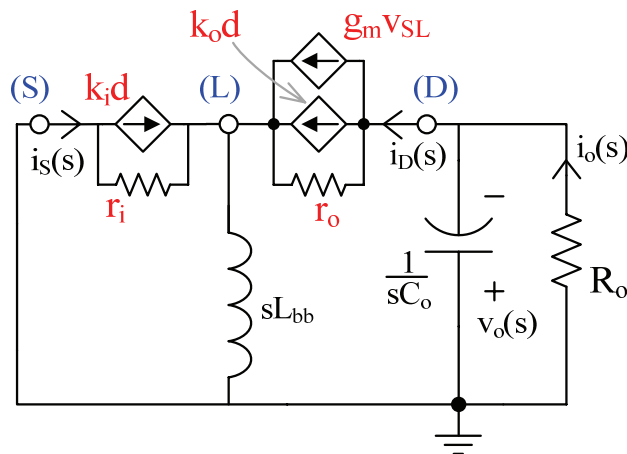 kₒd
gₘvSL
(S)
kᵢd
(L)
(D)
iS(s)
iD(s)
iₒ(s)
rᵢ
rₒ
−
sLbb
1
sCₒ
+
vₒ(s)
Rₒ